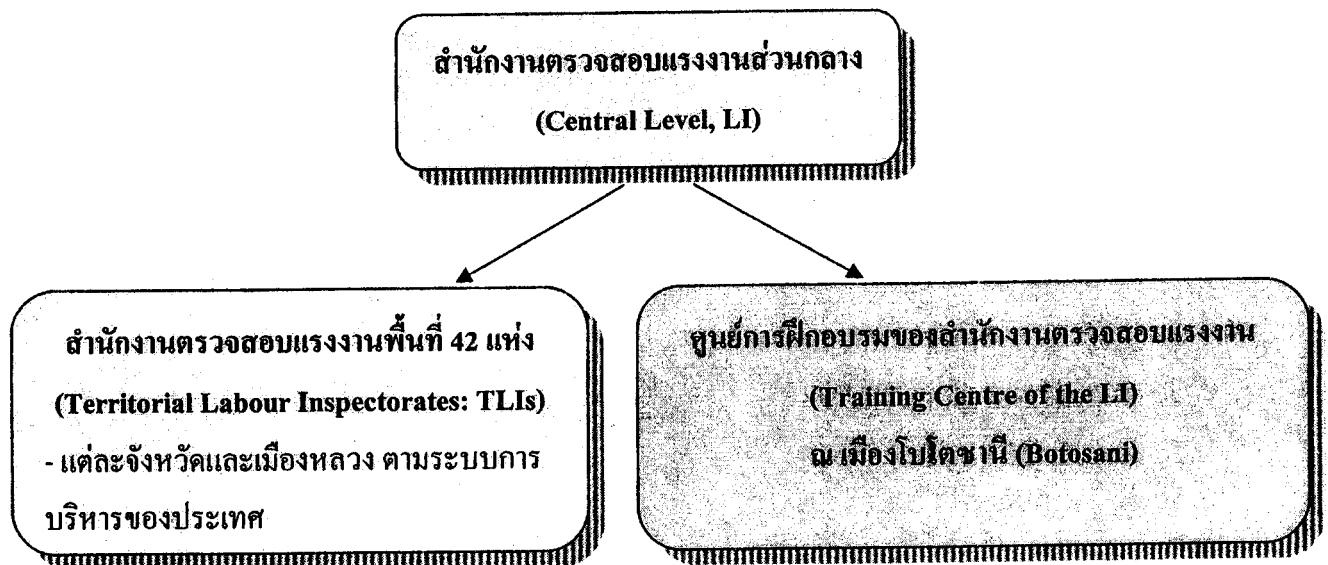 สำนักงานตรวจสอบแรงงานส่วนกลาง
(Central Level, LI)
สำนักงานตรวจสอบแรงงานพื้นที่ 42 แห่ง
(Territorial Labour Inspectorates: TLIs)
- แต่ละจังหวัดและเมืองหลวง ตามระบบการ
บริหารของประเทศ
ศูนย์การฝึกอบรมของสำนักงานตรวจสอบแรงงาน
(Training Centre of the LI)
ณ เมืองโบโตซานี (Botosani)